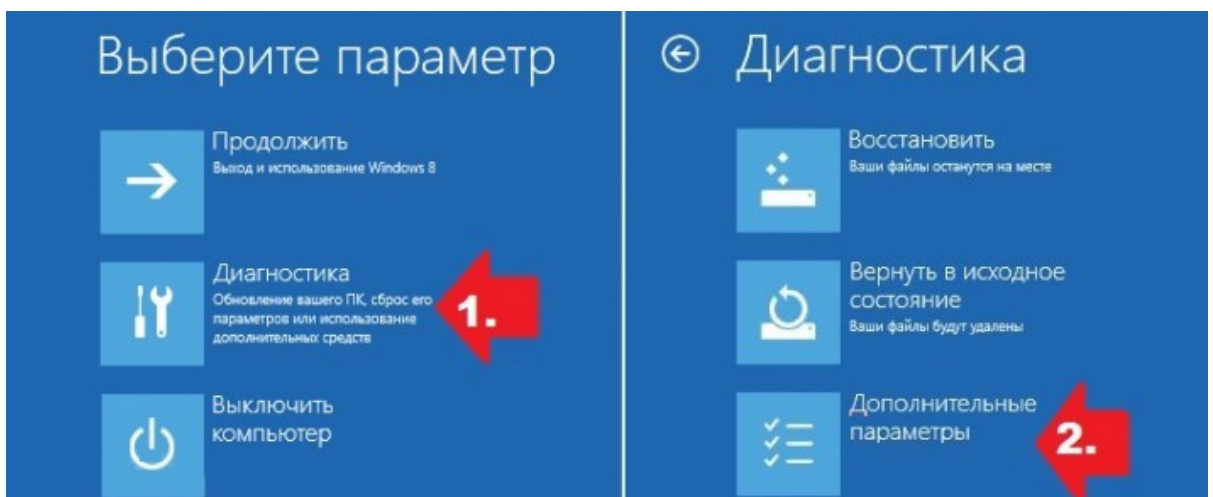 Выберите параметр
Продолжить
Выход и использование Windows 8
Диагностика
Обновление вашего ПК, сброс его
параметров или использование
дополнительных средств
1.
Выключить
компьютер
Диагностика
Восстановить
Ваши файлы останутся на месте
Вернуть в исходное
состояние
Ваши файлы будут удалены
Дополнительные
параметры
2.